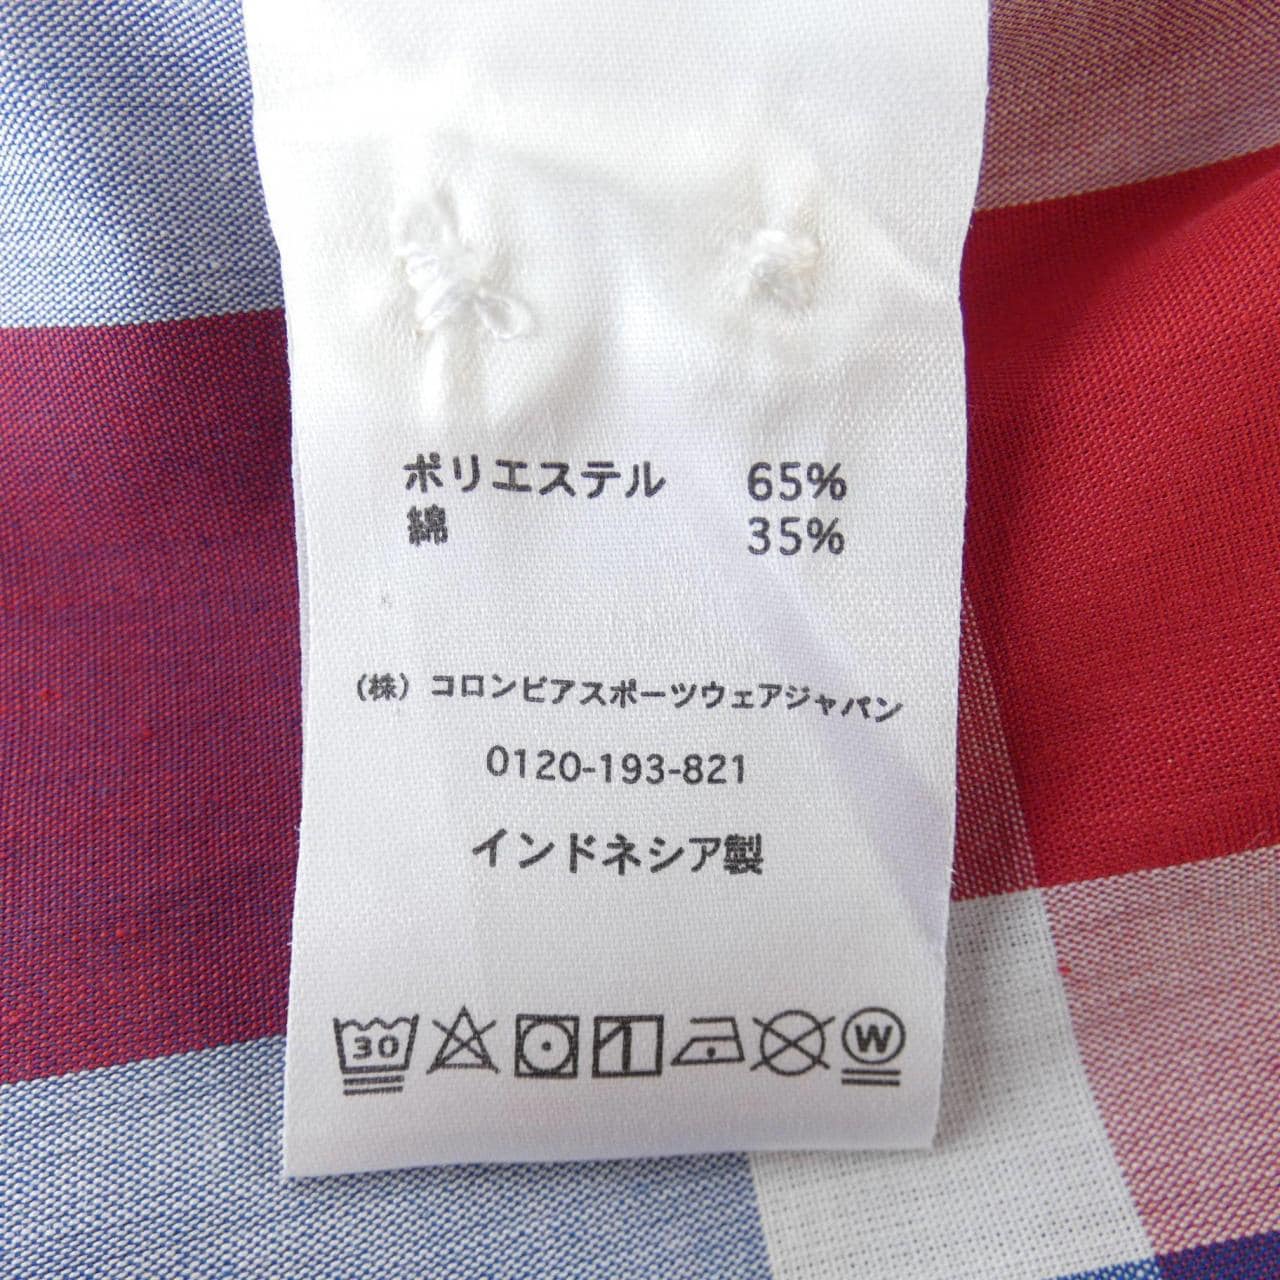 ポリエステル 65%
綿 35%
(株) コロンビアスポーツウェアジャパン
0120-193-821
インドネシア製
30 W